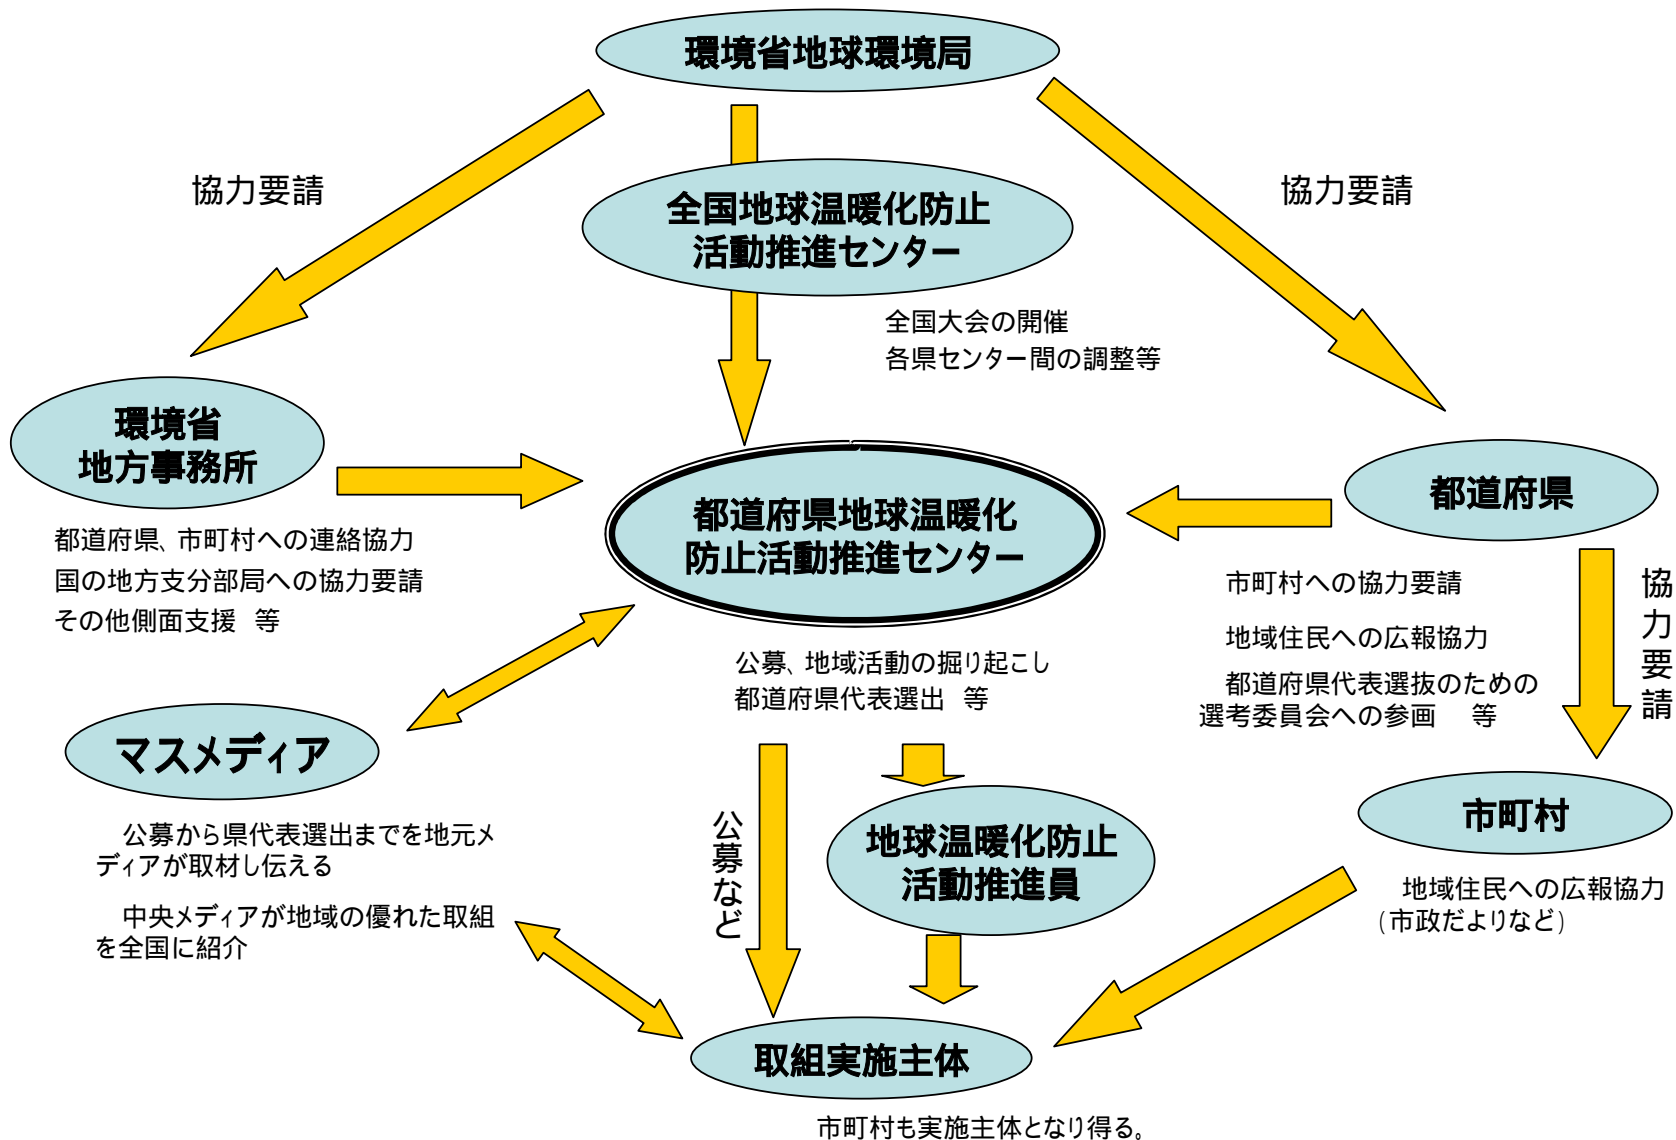 環境省地球環境局
協力要請
協力要請
全国地球温暖化防止
活動推進センター
全国大会の開催
各県センター間の調整等
環境省
地方事務所
都道府県、市町村への連絡協力
国の地方支分部局への協力要請
その他側面支援 等
都道府県地球温暖化
防止活動推進センター
公募、地域活動の掘り起こし
都道府県代表選出 等
都道府県
市町村への協力要請
地域住民への広報協力
都道府県代表選抜のための
選考委員会への参画 等
協力要請
マスメディア
公募から県代表選出までを地元メ
ディアが取材し伝える
中央メディアが地域の優れた取組
を全国に紹介
公募など
地球温暖化防止
活動推進員
市町村
地域住民への広報協力
(市政だよりなど)
取組実施主体
市町村も実施主体となり得る。